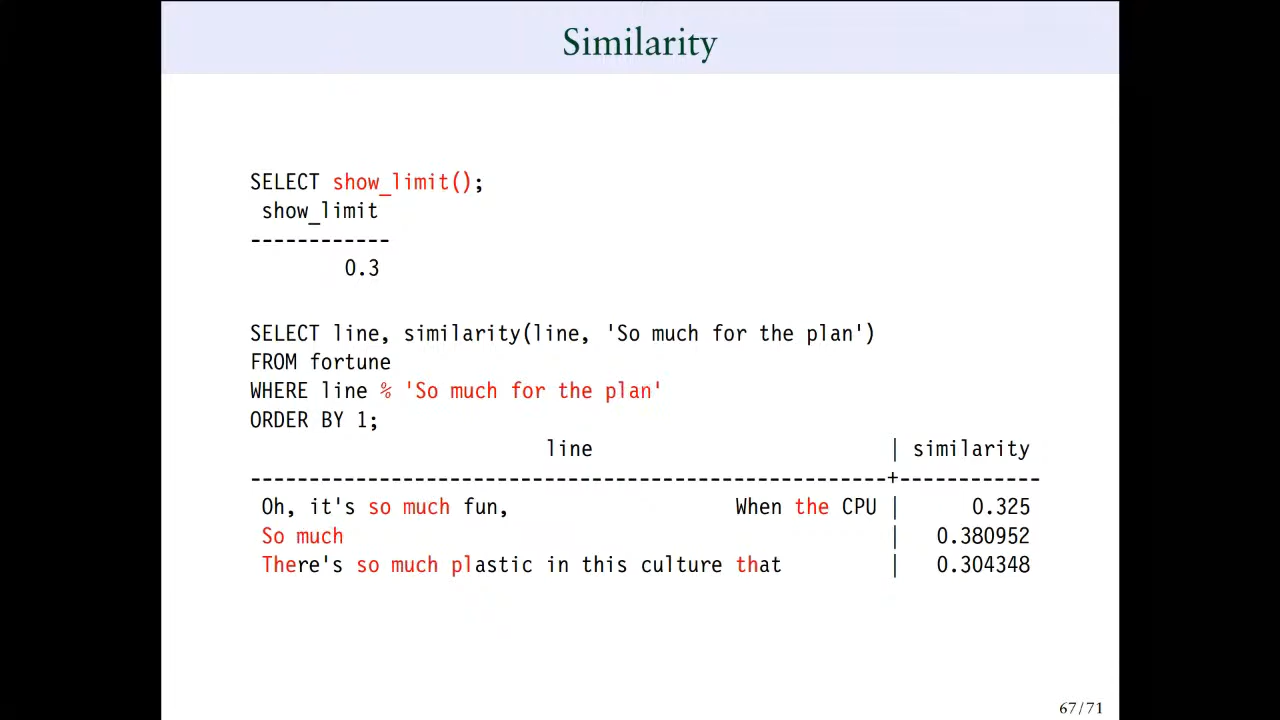 Similarity
SELECT show_limit();
show_limit
------------
0.3
SELECT line, similarity(line, 'So much for the plan')
FROM fortune
WHERE line % 'So much for the plan'
ORDER BY 1;
line | similarity
-------------------------------------------------------+------------
Oh, it's so much fun, When the CPU | 0.325
So much | 0.380952
There's so much plastic in this culture that | 0.304348
67/71